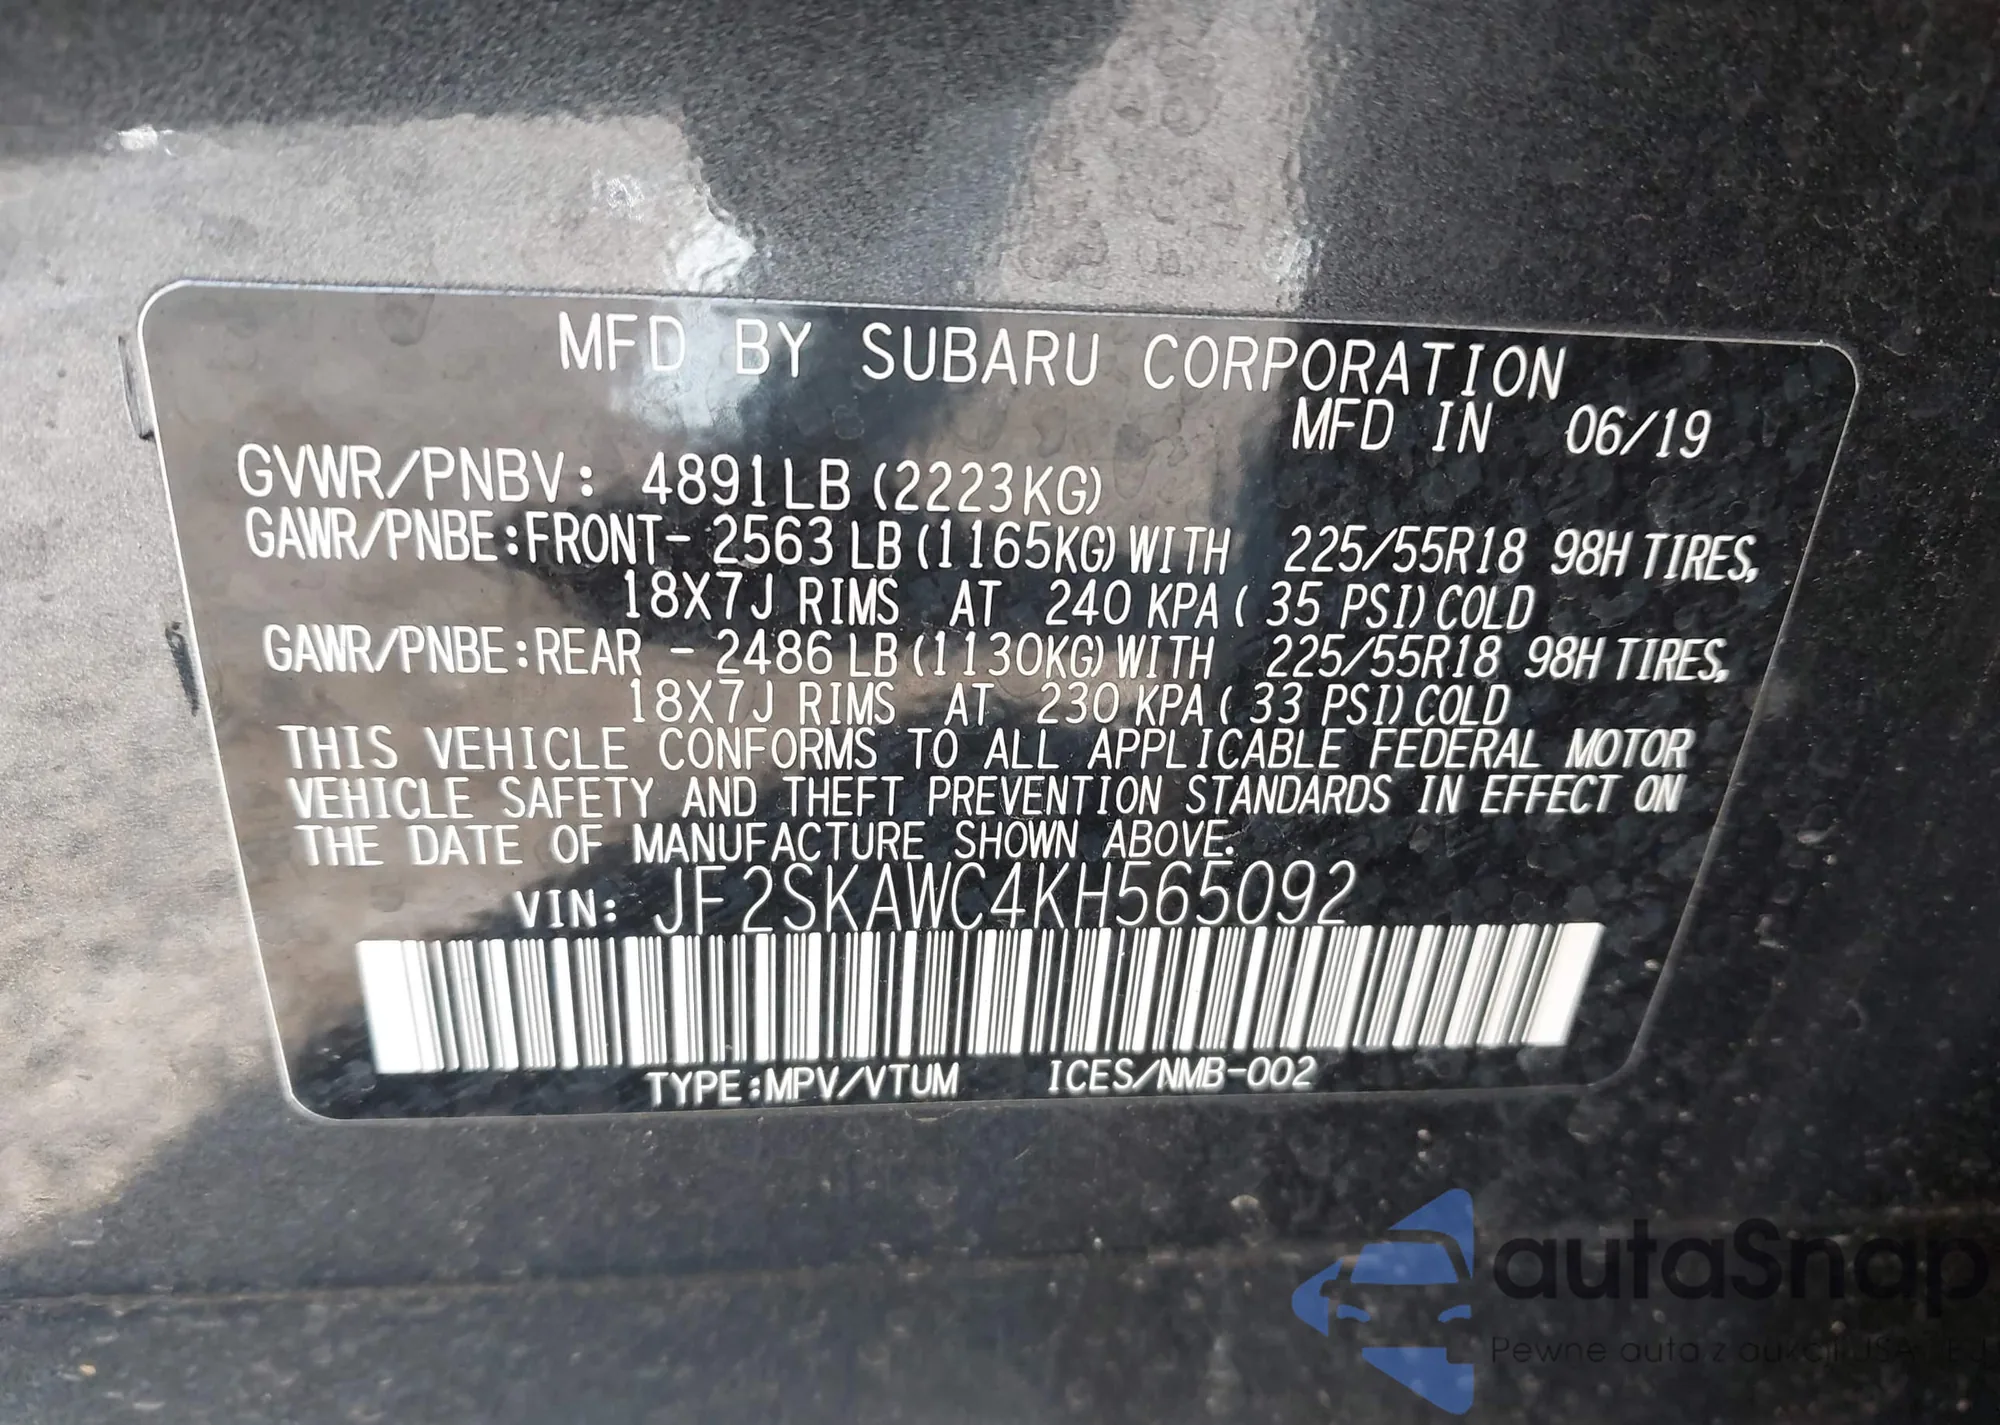 MFD BY SUBARU CORPORATION
MFD IN 06/19
GVWR/PNBV: 4891LB (2223KG)
GAWR/PNBE:FRONT- 2563 LB (1165KG) WITH 225/55R18 98H TIRES,
18X7J RIMS AT 240 KPA ( 35 PSI) COLD
GAWR/PNBE:REAR - 2486 LB (1130KG) WITH 225/55R18 98H TIRES,
18X7J RIMS AT 230 KPA ( 33 PSI) COLD
THIS VEHICLE CONFORMS TO ALL APPLICABLE FEDERAL MOTOR
VEHICLE SAFETY AND THEFT PREVENTION STANDARDS IN EFFECT ON
THE DATE OF MANUFACTURE SHOWN ABOVE.
VIN: JF2SKAWC4KH565092
TYPE:MPV/VTUM ICES/NMB-002
autaSnap
Pewne auta z aukcji USA